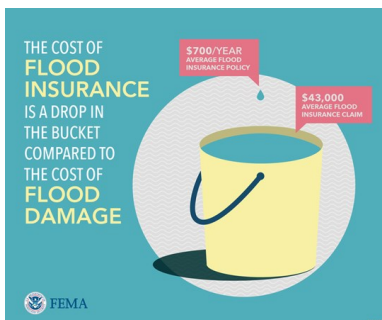 THE COST OF
FLOOD
INSURANCE
IS A DROP IN
THE BUCKET
COMPARED TO
THE COST OF
FLOOD
DAMAGE
$700/YEAR
AVERAGE FLOOD
INSURANCE POLICY
$43,000
AVERAGE FLOOD
INSURANCE CLAIM
FEMA